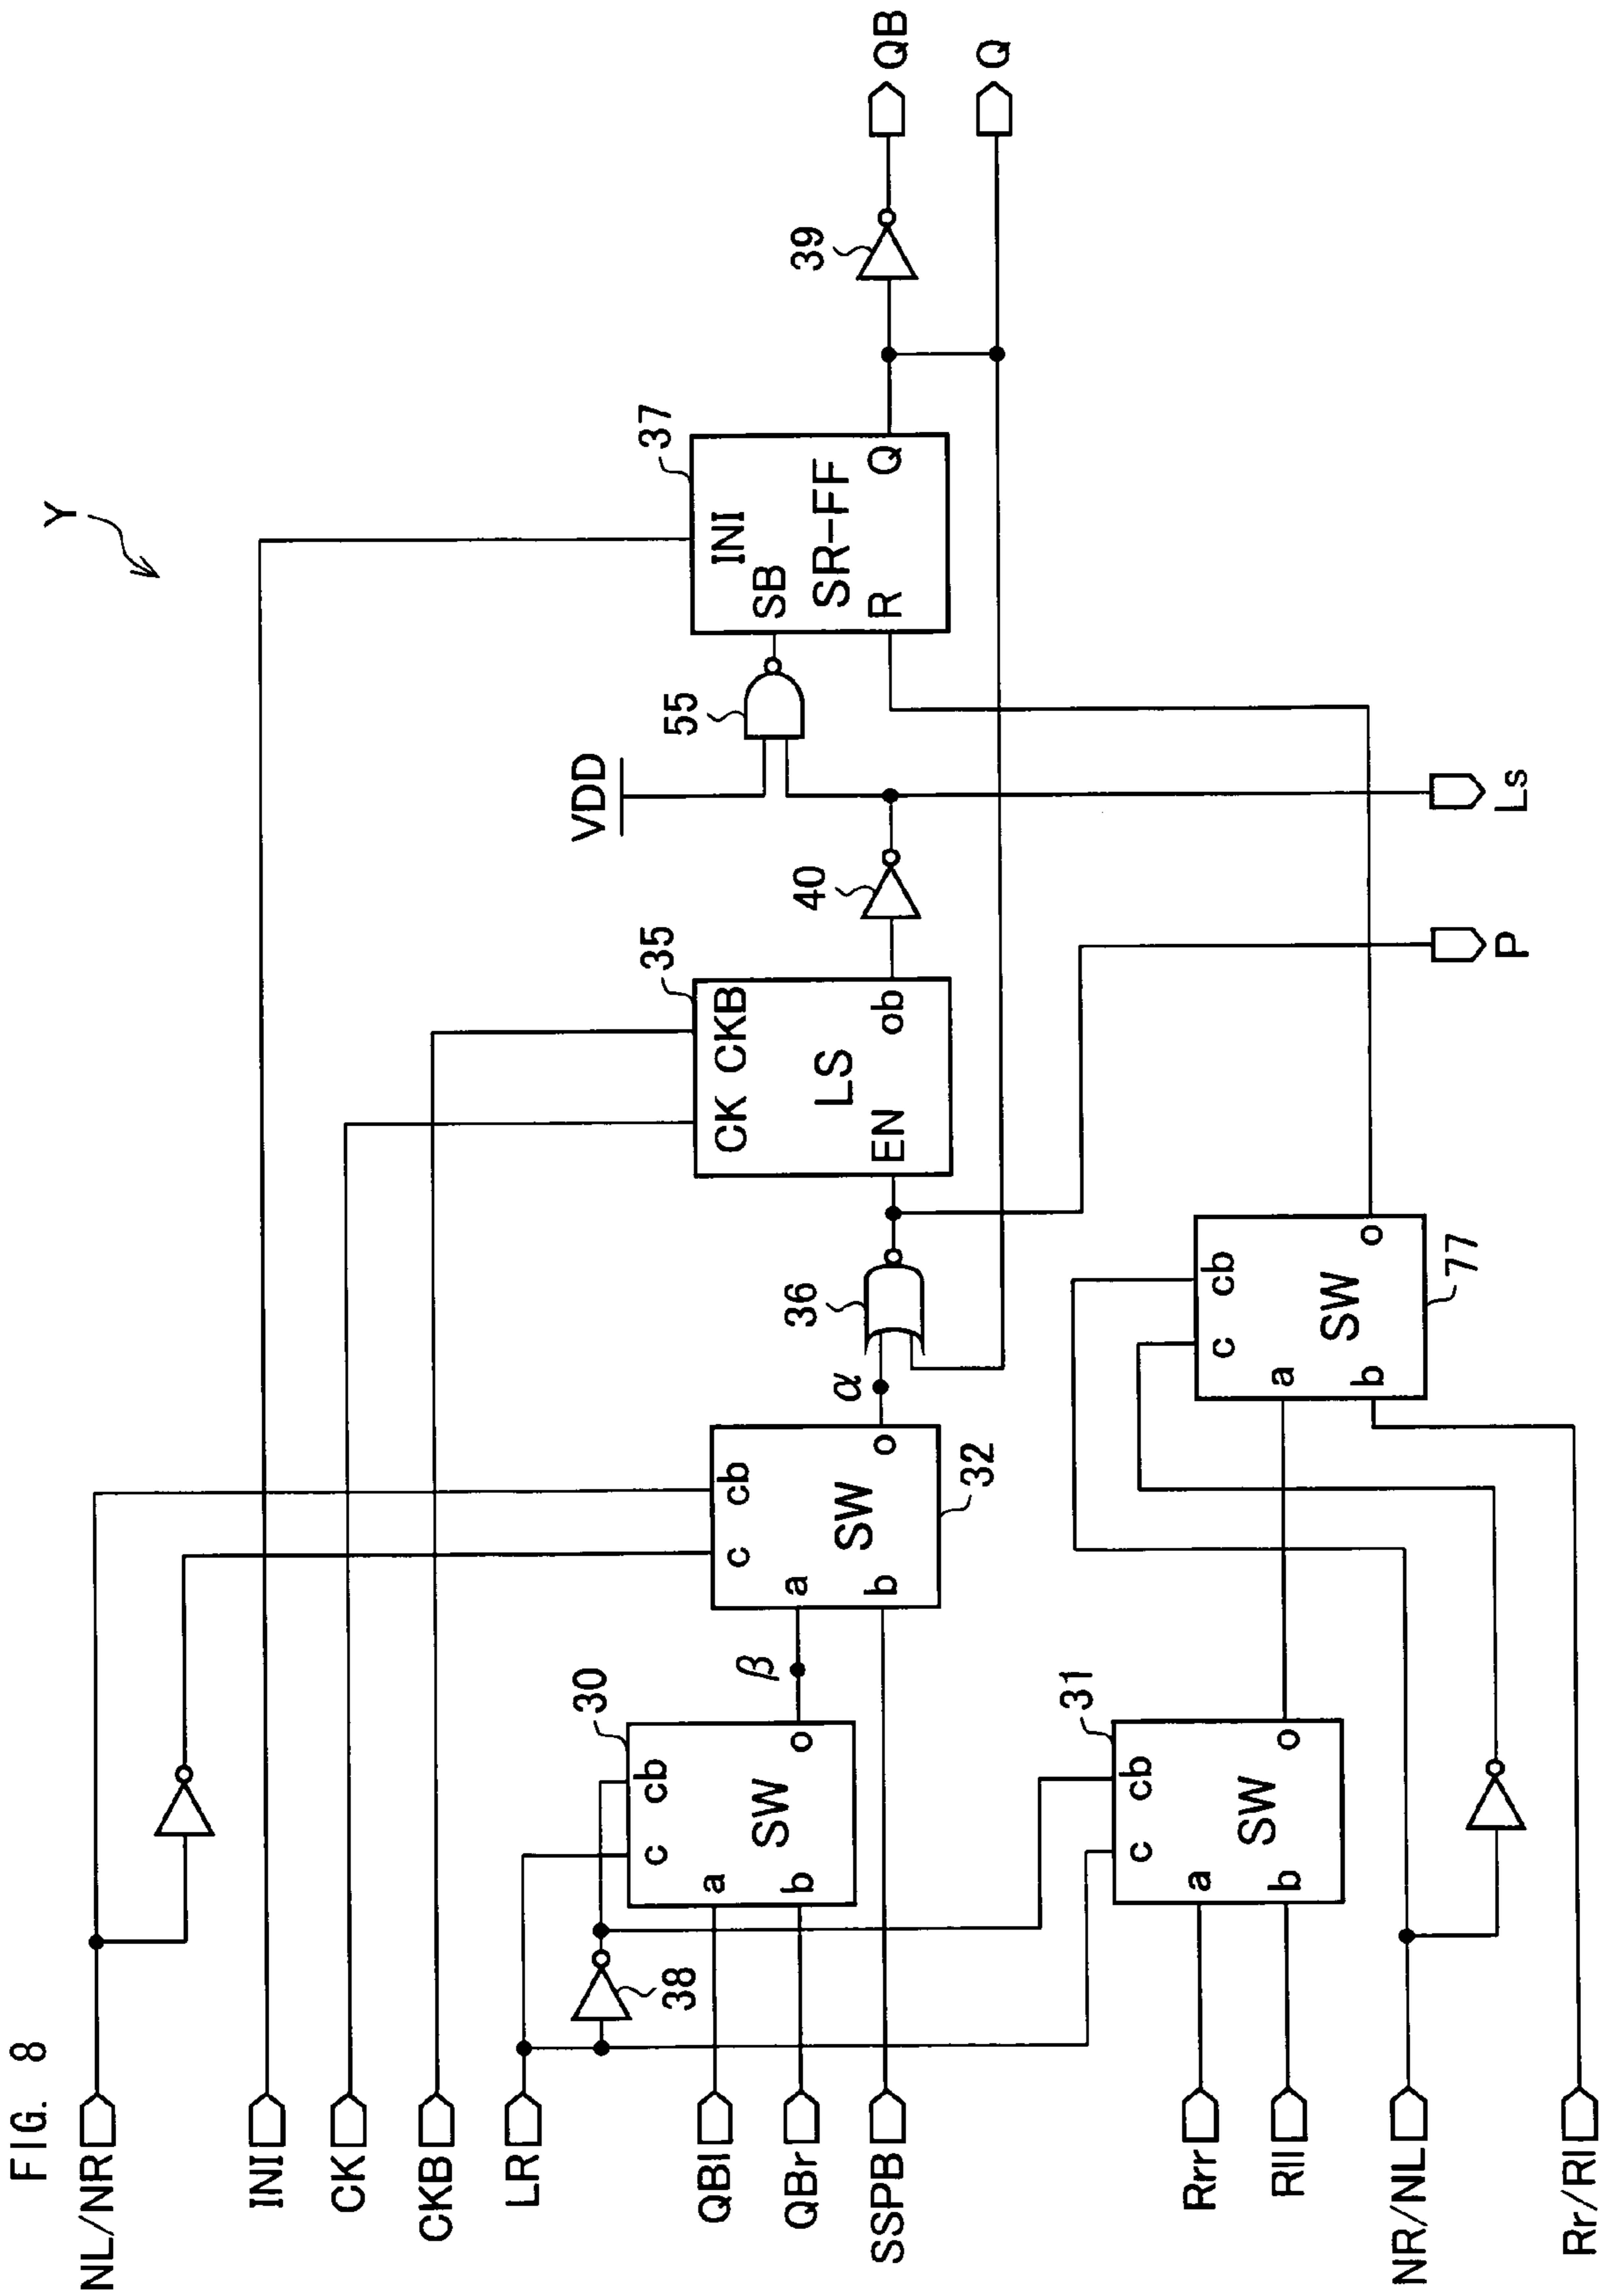 FIG. 8
Y
NL/NR
INI
CK
CKB
LR
QBl
QBr
SSPB
Rrr
Rll
NR/NL
Rr/Rl
38
30
c cb
a
SW
b o
β
31
c cb
a
SW
b o
32
c cb
a
SW
b o
α
36
77
c cb
a
SW
b o
35
CK CKB
LS
EN ob
P
40
VDD
Ls
55
37
INI
SB
SR-FF
R Q
39
QB
Q